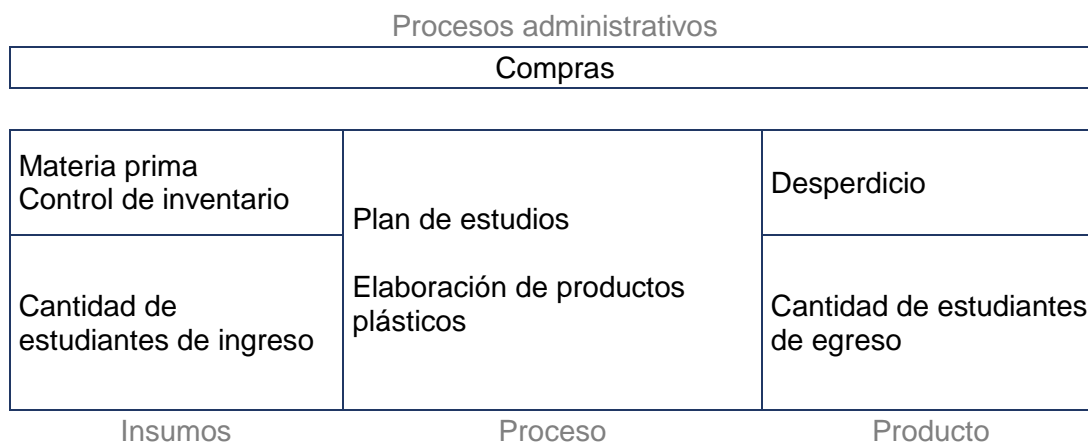 Procesos administrativos
Compras
Materia prima
Control de inventario
Cantidad de
estudiantes de ingreso
Plan de estudios
Elaboración de productos
plásticos
Desperdicio
Cantidad de estudiantes
de egreso
Insumos
Proceso
Producto